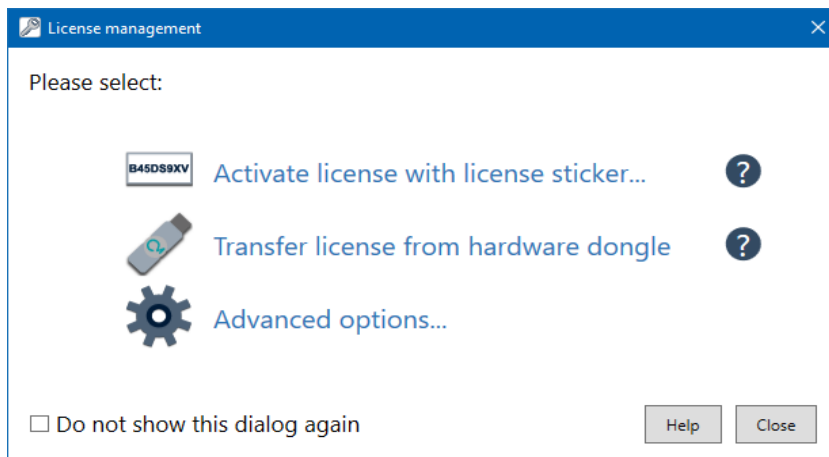 License management
Please select:
B45DS9XV
Activate license with license sticker...
?
Transfer license from hardware dongle
?
Advanced options...
Do not show this dialog again
Help
Close